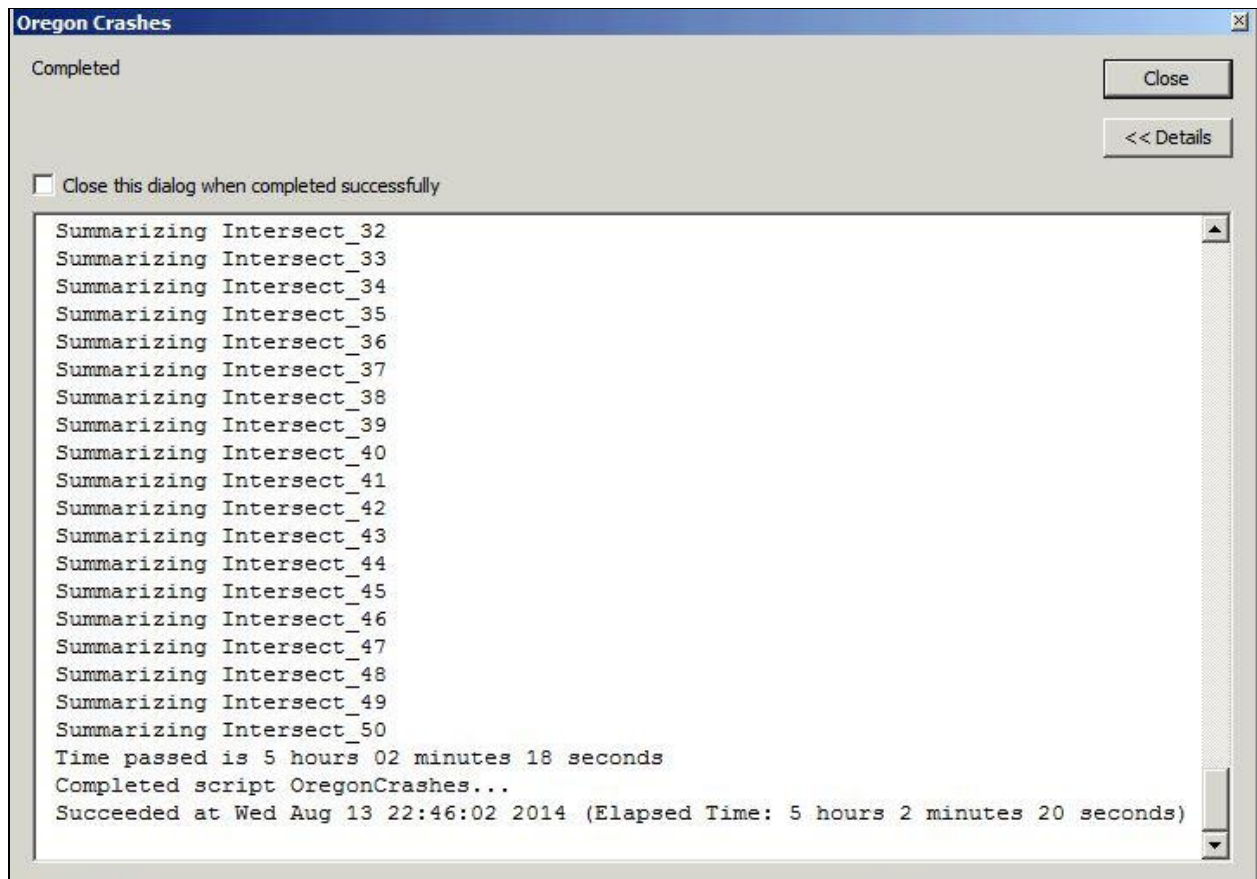 Oregon Crashes
Completed
Close
<< Details
Close this dialog when completed successfully
Summarizing Intersect_32
Summarizing Intersect_33
Summarizing Intersect_34
Summarizing Intersect_35
Summarizing Intersect_36
Summarizing Intersect_37
Summarizing Intersect_38
Summarizing Intersect_39
Summarizing Intersect_40
Summarizing Intersect_41
Summarizing Intersect_42
Summarizing Intersect_43
Summarizing Intersect_44
Summarizing Intersect_45
Summarizing Intersect_46
Summarizing Intersect_47
Summarizing Intersect_48
Summarizing Intersect_49
Summarizing Intersect_50
Time passed is 5 hours 02 minutes 18 seconds
Completed script OregonCrashes...
Succeeded at Wed Aug 13 22:46:02 2014 (Elapsed Time: 5 hours 2 minutes 20 seconds)